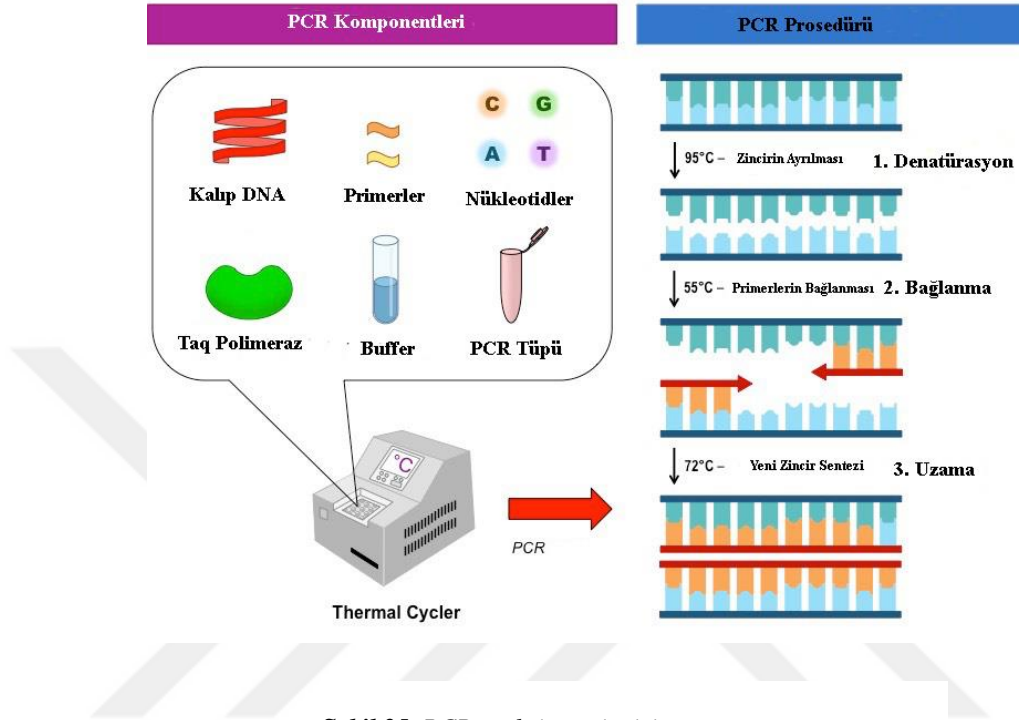 PCR Komponentleri
C G
A T
Kalıp DNA Primerler Nükleotidler
Taq Polimeraz Buffer PCR Tüpü
°C
PCR
Thermal Cycler
PCR Prosedürü
95°C – Zincirin Ayrılması 1. Denatürasyon
55°C – Primerlerin Bağlanması 2. Bağlanma
72°C – Yeni Zincir Sentezi 3. Uzama